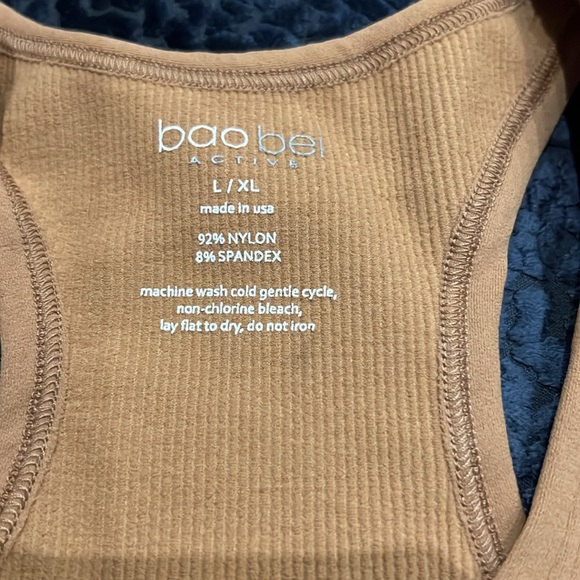 bao bei
ACTIVE
L / XL
made in usa
92% NYLON
8% SPANDEX
machine wash cold gentle cycle,
non-chlorine bleach,
lay flat to dry, do not iron